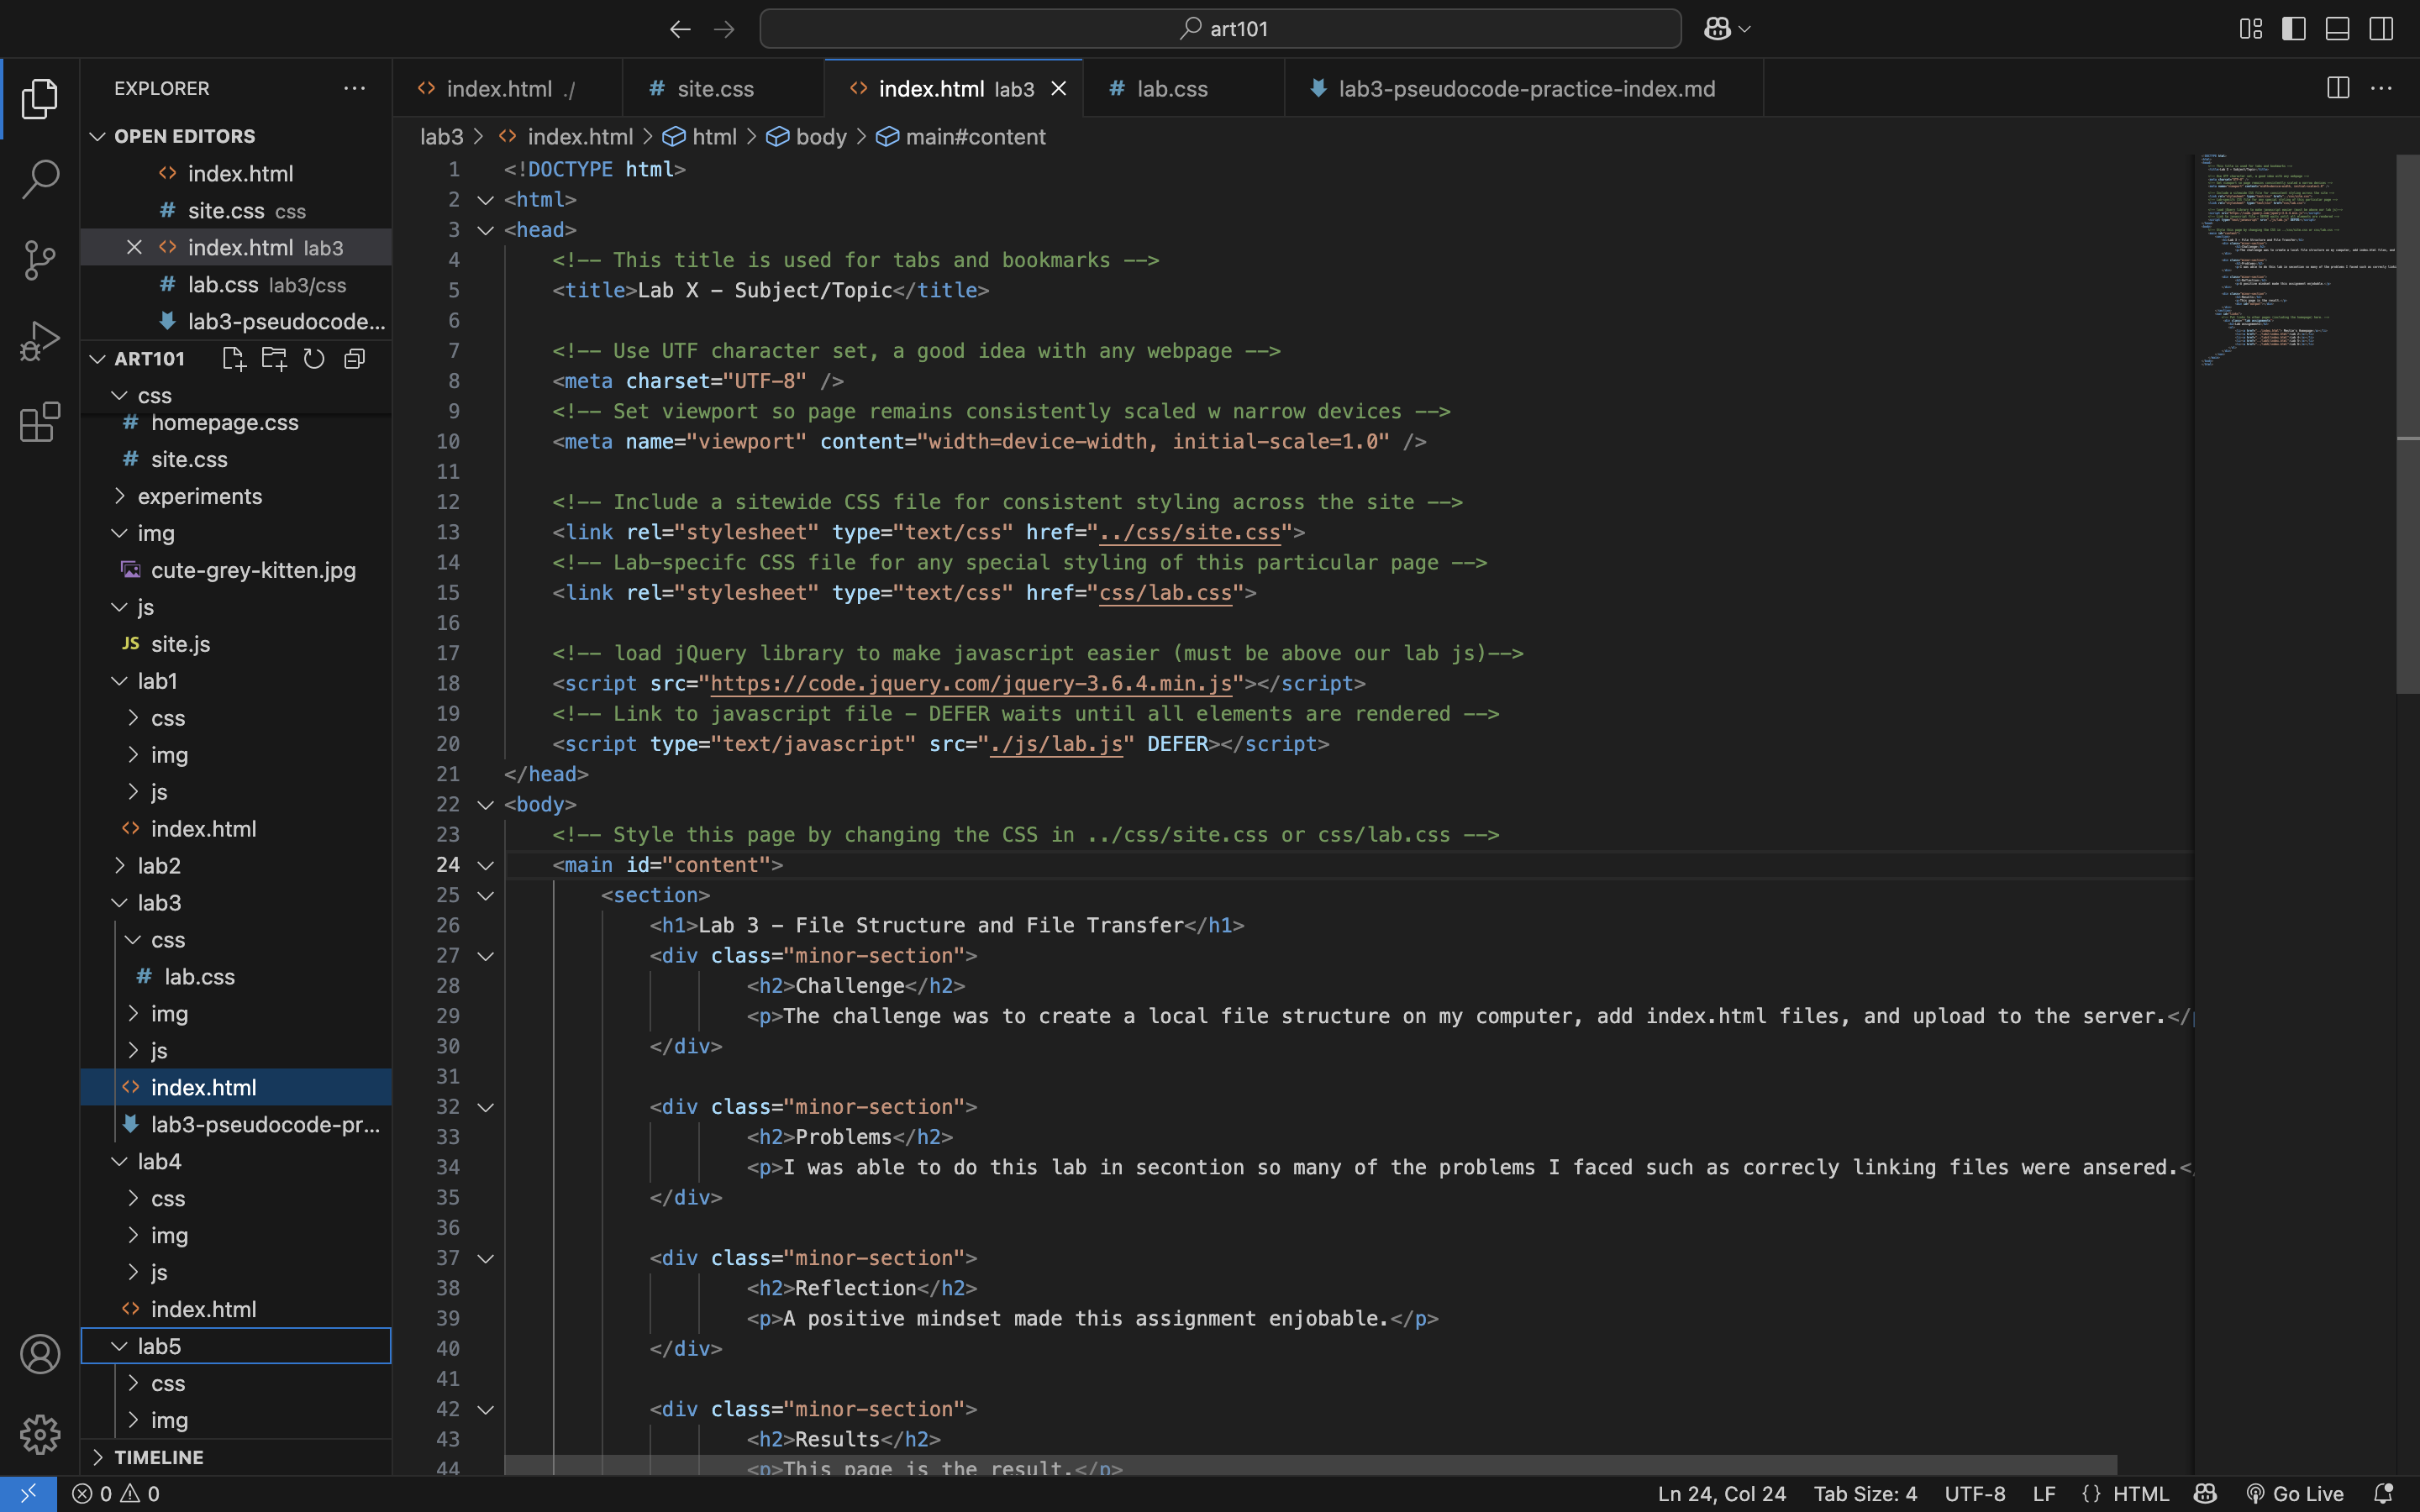 art101
EXPLORER
OPEN EDITORS
index.html
site.css css
index.html lab3
lab.css lab3/css
lab3-pseudocode...
ART101
css
homepage.css
site.css
experiments
img
cute-grey-kitten.jpg
js
JS site.js
lab1
css
img
js
index.html
lab2
lab3
css
lab.css
img
js
index.html
lab3-pseudocode-pr...
lab4
css
img
js
index.html
lab5
css
img
TIMELINE
index.html ./
site.css
index.html lab3
lab.css
lab3-pseudocode-practice-index.md
lab3 > index.html > html > body > main#content
1 <!DOCTYPE html>
2 <html>
3 <head>
4 <!-- This title is used for tabs and bookmarks -->
5 <title>Lab X - Subject/Topic</title>
6
7 <!-- Use UTF character set, a good idea with any webpage -->
8 <meta charset="UTF-8" />
9 <!-- Set viewport so page remains consistently scaled w narrow devices -->
10 <meta name="viewport" content="width=device-width, initial-scale=1.0" />
11
12 <!-- Include a sitewide CSS file for consistent styling across the site -->
13 <link rel="stylesheet" type="text/css" href="../css/site.css">
14 <!-- Lab-specifc CSS file for any special styling of this particular page -->
15 <link rel="stylesheet" type="text/css" href="css/lab.css">
16
17 <!-- load jQuery library to make javascript easier (must be above our lab js)-->
18 <script src="https://code.jquery.com/jquery-3.6.4.min.js"></script>
19 <!-- Link to javascript file - DEFER waits until all elements are rendered -->
20 <script type="text/javascript" src="./js/lab.js" DEFER></script>
21 </head>
22 <body>
23 <!-- Style this page by changing the CSS in ../css/site.css or css/lab.css -->
24 <main id="content">
25 <section>
26 <h1>Lab 3 - File Structure and File Transfer</h1>
27 <div class="minor-section">
28 <h2>Challenge</h2>
29 <p>The challenge was to create a local file structure on my computer, add index.html files, and upload to the server.</p
30 </div>
31
32 <div class="minor-section">
33 <h2>Problems</h2>
34 <p>I was able to do this lab in secontion so many of the problems I faced such as correcly linking files were ansered.<
35 </div>
36
37 <div class="minor-section">
38 <h2>Reflection</h2>
39 <p>A positive mindset made this assignment enjobable.</p>
40 </div>
41
42 <div class="minor-section">
43 <h2>Results</h2>
44 <p>This page is the result.</p>
0 0
Ln 24, Col 24 Tab Size: 4 UTF-8 LF {} HTML Go Live